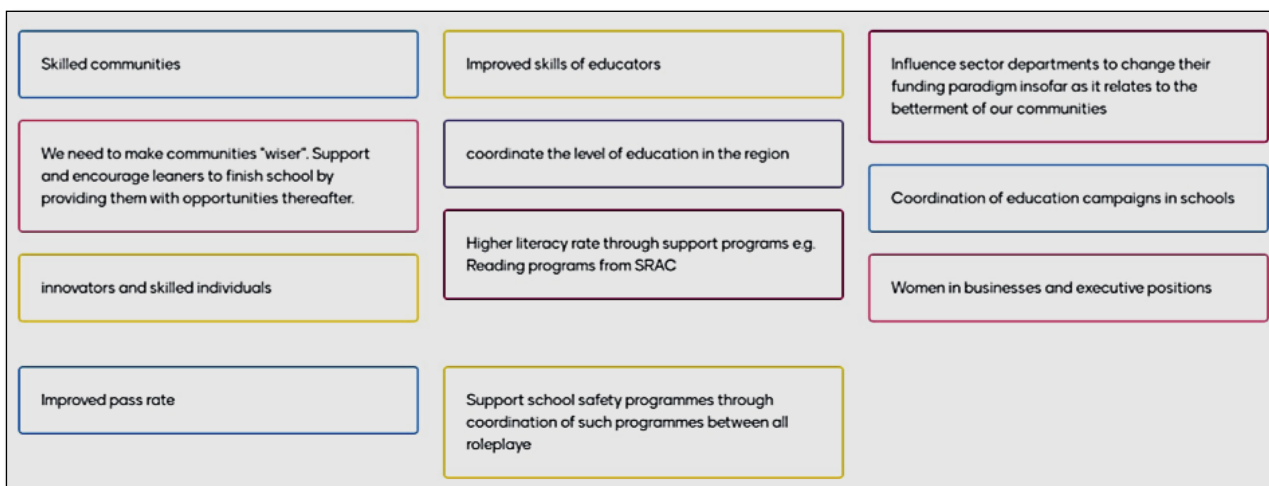 Skilled communities
We need to make communities "wiser". Support
and encourage leaners to finish school by
providing them with opportunities thereafter.
innovators and skilled individuals
Improved pass rate
Improved skills of educators
coordinate the level of education in the region
Higher literacy rate through support programs e.g.
Reading programs from SRAC
Support school safety programmes through
coordination of such programmes between all
roleplaye
Influence sector departments to change their
funding paradigm insofar as it relates to the
betterment of our communities
Coordination of education campaigns in schools
Women in businesses and executive positions